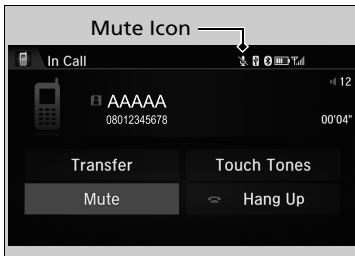 Mute Icon
In Call
12
AAAAA
08012345678
00'04"
Transfer
Touch Tones
Mute
Hang Up